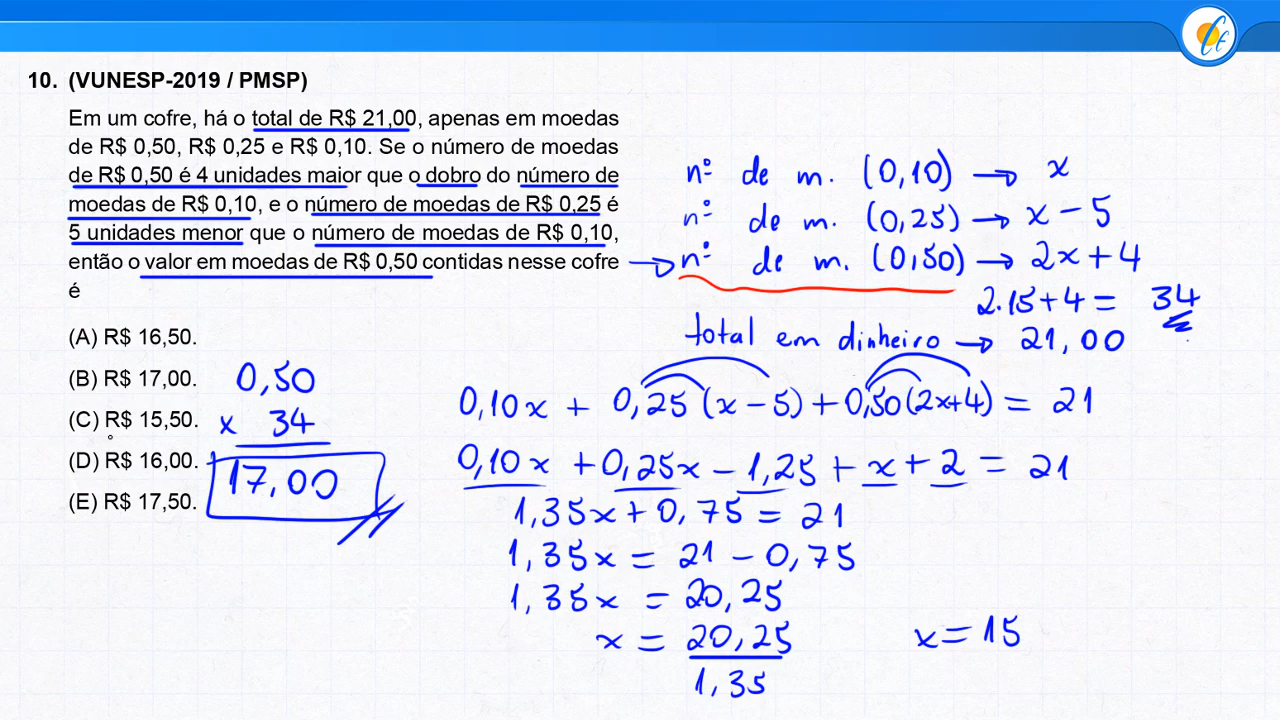 10. (VUNESP-2019 / PMSP)
Em um cofre, há o total de R$ 21,00, apenas em moedas
de R$ 0,50, R$ 0,25 e R$ 0,10. Se o número de moedas
de R$ 0,50 é 4 unidades maior que o dobro do número de
moedas de R$ 0,10, e o número de moedas de R$ 0,25 é
5 unidades menor que o número de moedas de R$ 0,10,
então o valor em moedas de R$ 0,50 contidas nesse cofre
é
(A) R$ 16,50.
(B) R$ 17,00.
(C) R$ 15,50.
(D) R$ 16,00.
(E) R$ 17,50.
0,50
x 34
17,00
nº de m. (0,10) → x
nº de m. (0,25) → x - 5
→ nº de m. (0,50) → 2x + 4
2.15+4 = 34
total em dinheiro → 21,00
0,10x + 0,25 (x - 5) + 0,50(2x+4) = 21
0,10x + 0,25x - 1,25 + x + 2 = 21
1,35x + 0,75 = 21
1,35x = 21 - 0,75
1,35x = 20,25
x = 20,25
1,35
x = 15